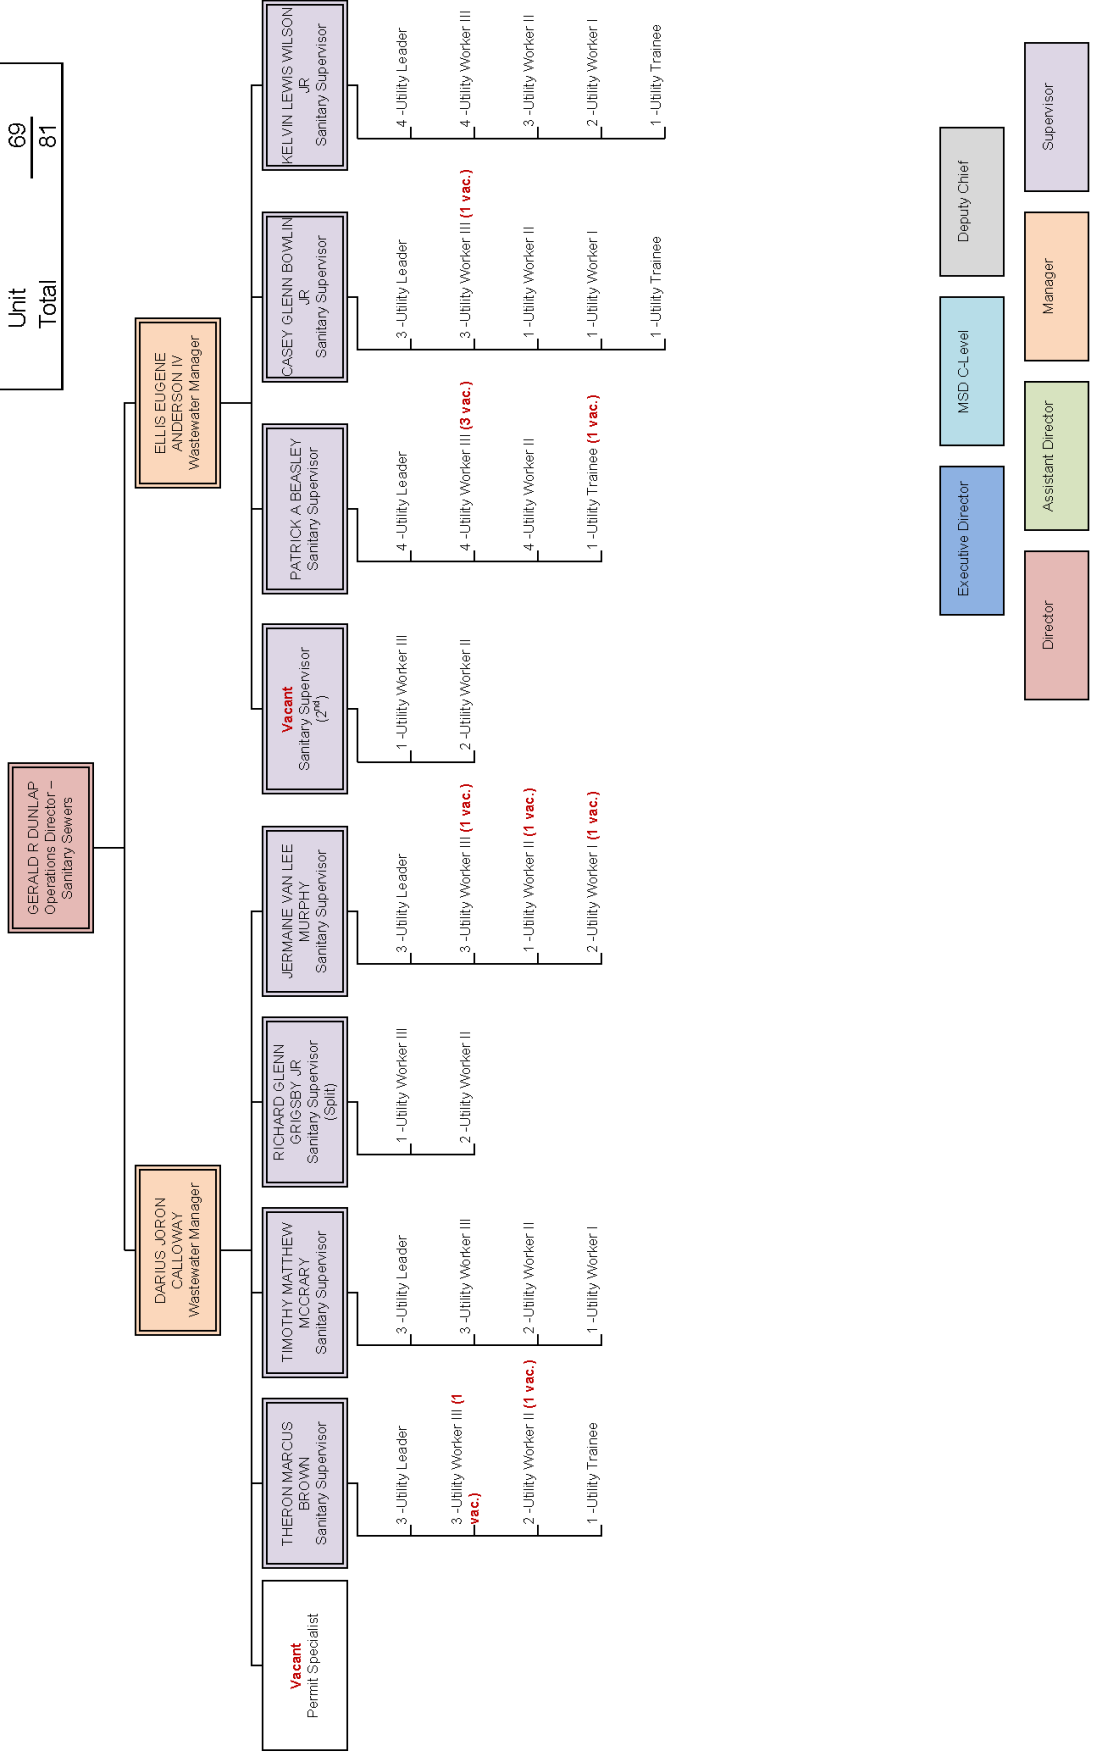 Unit 69
Total 81
GERALD R DUNLAP
Operations Director –
Sanitary Sewers
DARIUS JORON
CALLOWAY
Wastewater Manager
ELLIS EUGENE
ANDERSON IV
Wastewater Manager
Vacant
Permit Specialist
THERON MARCUS
BROWN
Sanitary Supervisor
3 -Utility Leader
3 -Utility Worker III (1
vac.)
2 -Utility Worker II (1 vac.)
1 -Utility Trainee
TIMOTHY MATTHEW
MCCRARY
Sanitary Supervisor
3 -Utility Leader
3 -Utility Worker III
2 -Utility Worker II
1 -Utility Worker I
RICHARD GLENN
GRIGSBY JR
Sanitary Supervisor
(Split)
1 -Utility Worker III
2 -Utility Worker II
JERMAINE VAN LEE
MURPHY
Sanitary Supervisor
3 -Utility Leader
3 -Utility Worker III (1 vac.)
1 -Utility Worker II (1 vac.)
2 -Utility Worker I (1 vac.)
Vacant
Sanitary Supervisor
(2nd)
1 -Utility Worker III
2 -Utility Worker II
PATRICK A BEASLEY
Sanitary Supervisor
4 -Utility Leader
4 -Utility Worker III (3 vac.)
4 -Utility Worker II
1 -Utility Trainee (1 vac.)
CASEY GLENN BOWLIN
JR
Sanitary Supervisor
3 -Utility Leader
3 -Utility Worker III (1 vac.)
1 -Utility Worker II
1 -Utility Worker I
1 -Utility Trainee
KELVIN LEWIS WILSON
JR
Sanitary Supervisor
4 -Utility Leader
4 -Utility Worker III
3 -Utility Worker II
2 -Utility Worker I
1 -Utility Trainee
Executive Director
MSD C-Level
Deputy Chief
Director
Assistant Director
Manager
Supervisor